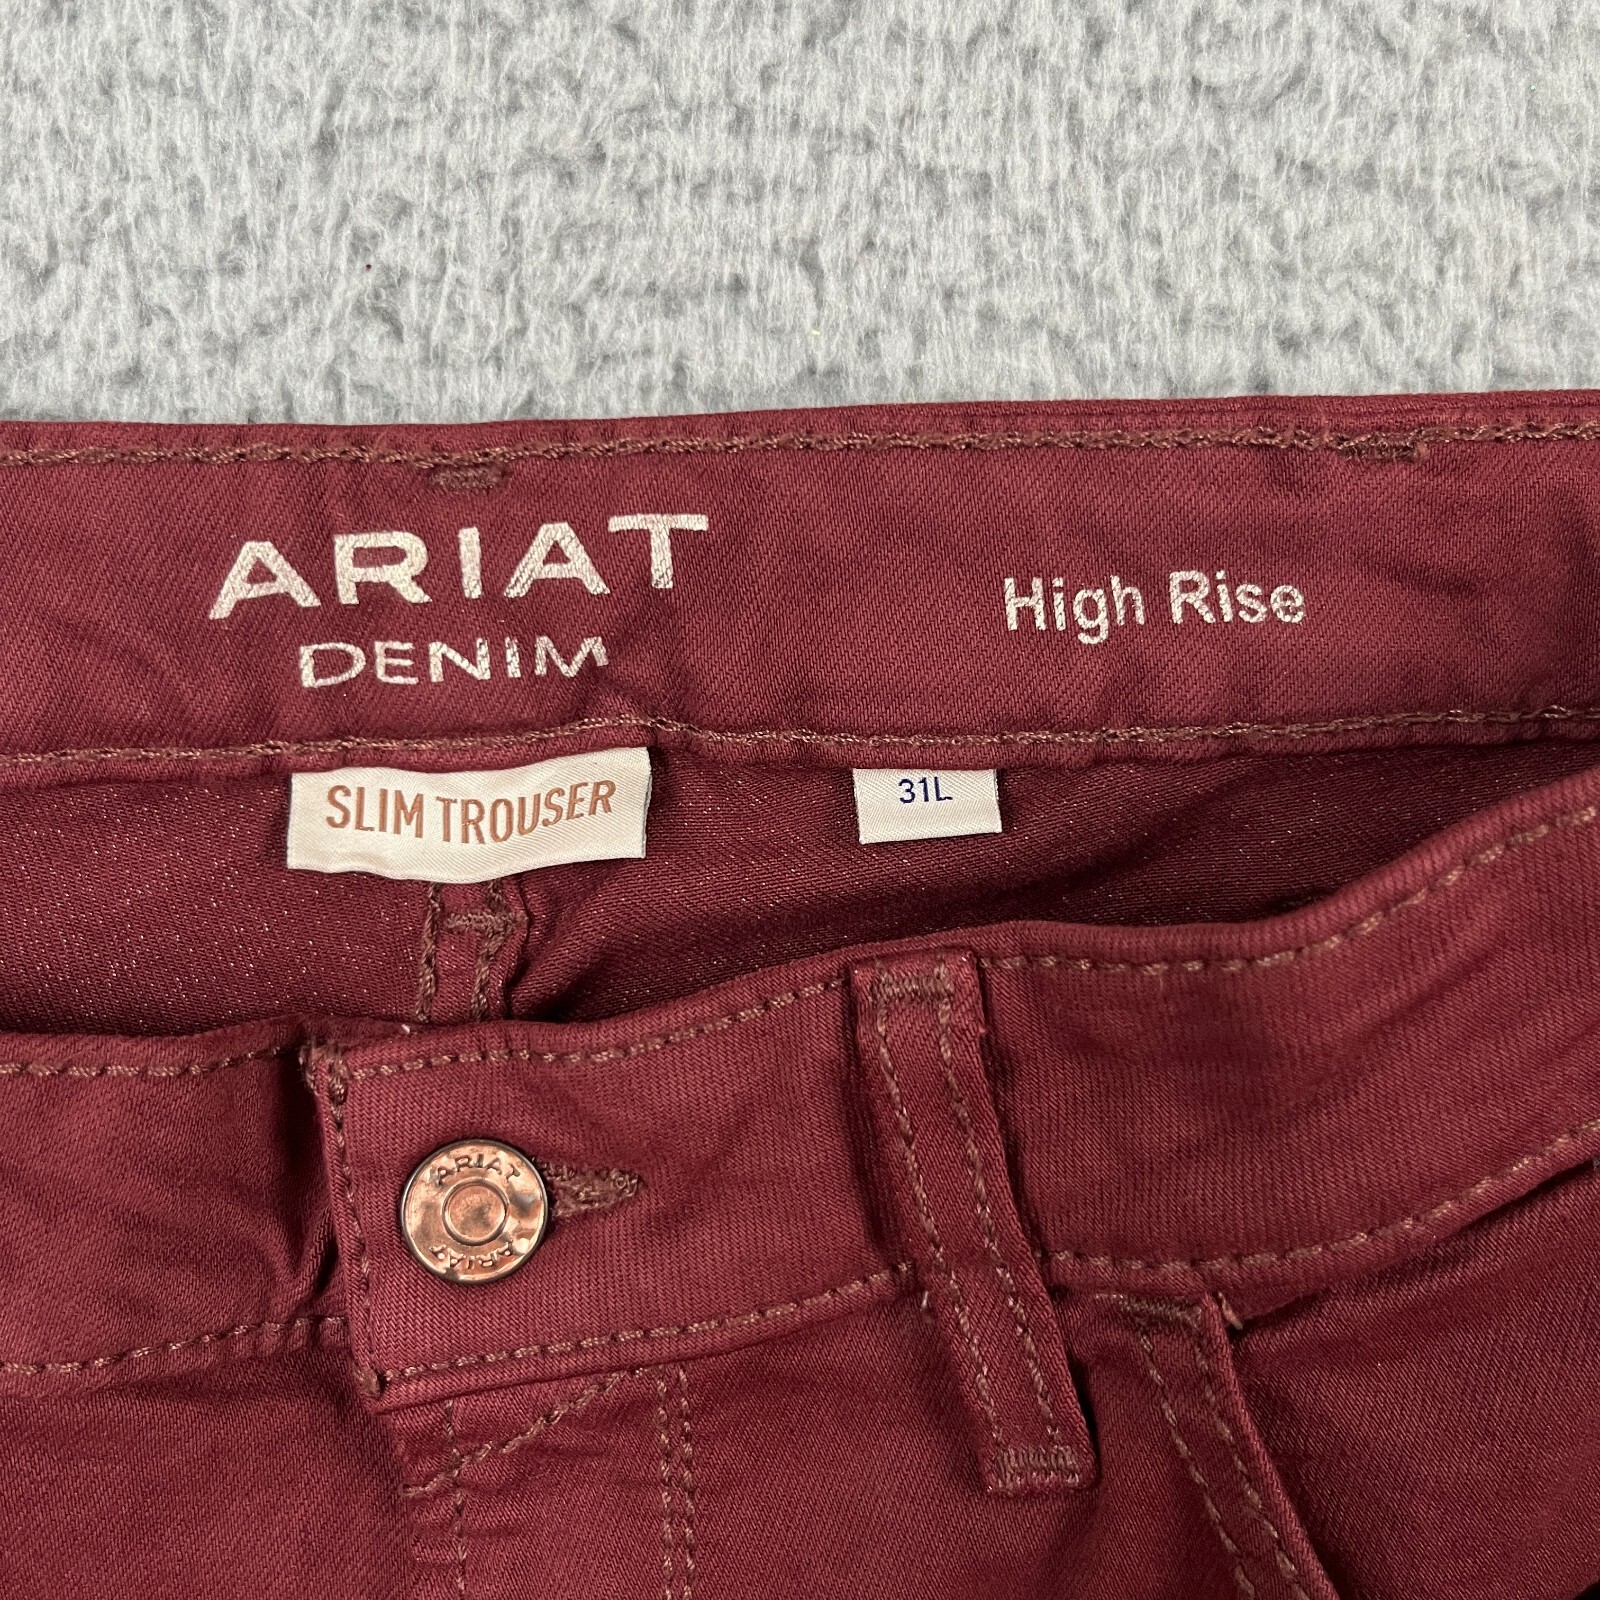 ARIAT
DENIM
High Rise
SLIM TROUSER
31L
ARIAT
ARIAT